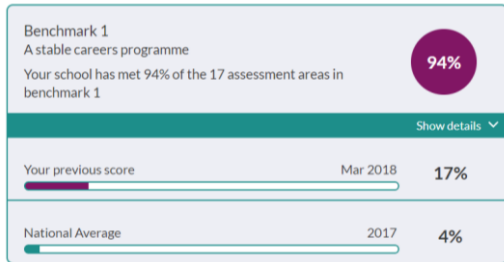 Benchmark 1
A stable careers programme
Your school has met 94% of the 17 assessment areas in
benchmark 1
94%
Show details
Your previous score Mar 2018 17%
National Average 2017 4%